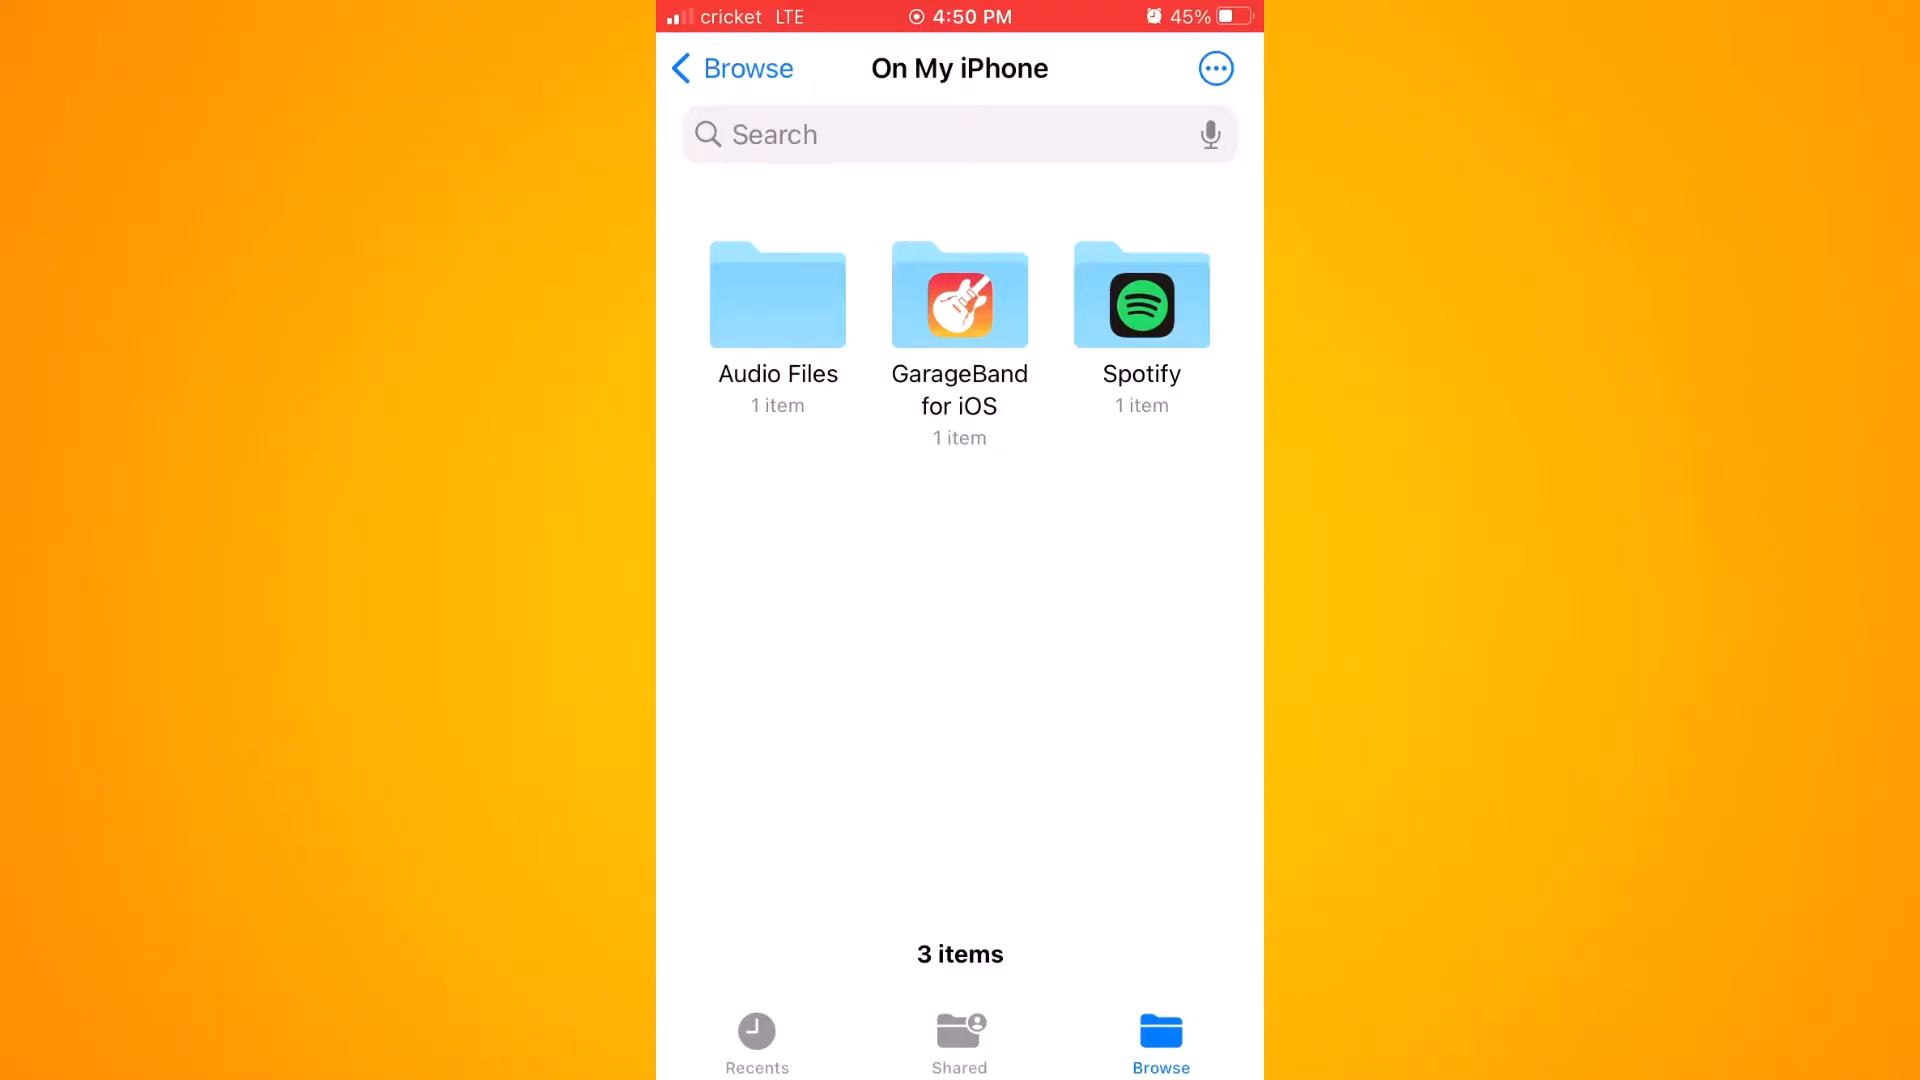 cricket LTE 4:50 PM 45%
Browse On My iPhone
Search
Audio Files
1 item
GarageBand
for iOS
1 item
Spotify
1 item
3 items
Recents Shared Browse